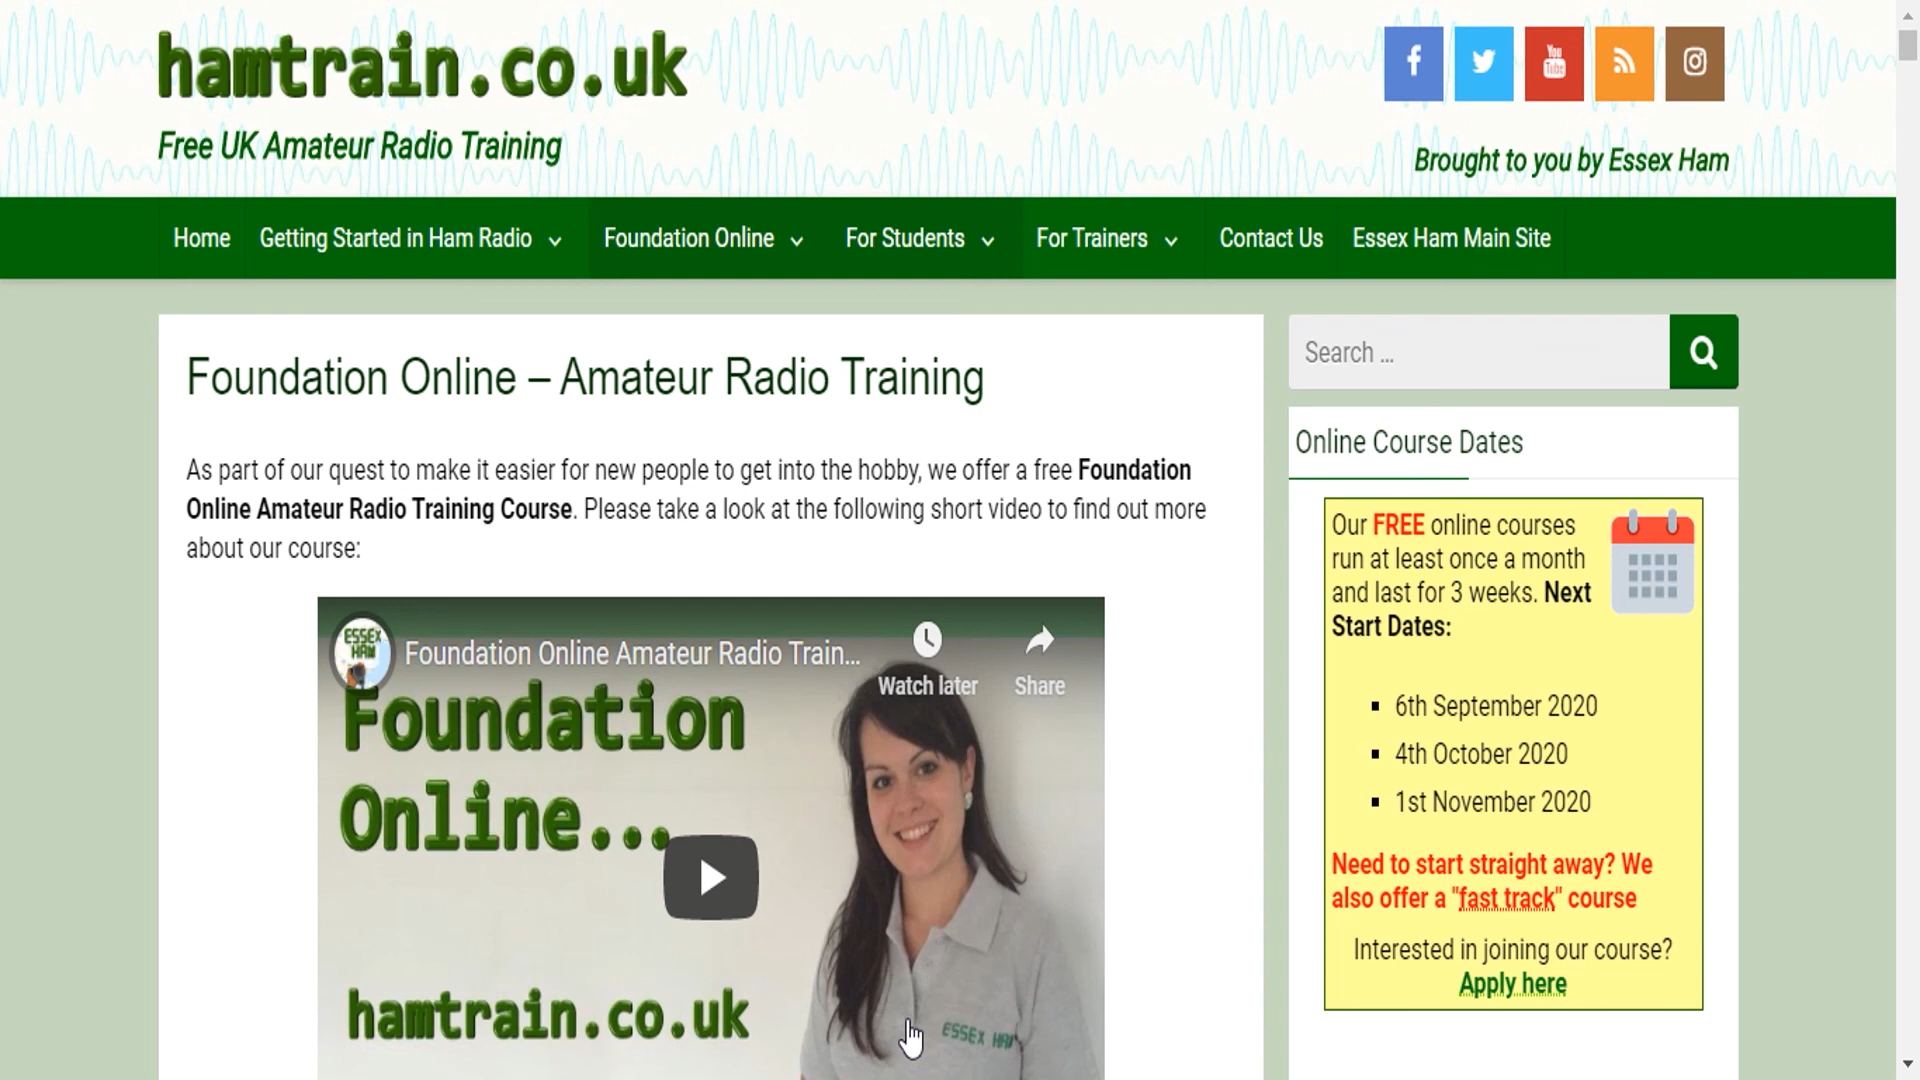 hamtrain.co.uk
Free UK Amateur Radio Training
You
Tube
Brought to you by Essex Ham
Home
Getting Started in Ham Radio
Foundation Online
For Students
For Trainers
Contact Us
Essex Ham Main Site
Foundation Online – Amateur Radio Training
As part of our quest to make it easier for new people to get into the hobby, we offer a free Foundation
Online Amateur Radio Training Course. Please take a look at the following short video to find out more
about our course:
ESSEX
HAM
Foundation Online Amateur Radio Train...
Watch later
Share
Foundation
Online...
hamtrain.co.uk
ESSEX HAM
Search ...
Online Course Dates
Our FREE online courses
run at least once a month
and last for 3 weeks. Next
Start Dates:
6th September 2020
4th October 2020
1st November 2020
Need to start straight away? We
also offer a "fast track" course
Interested in joining our course?
Apply here